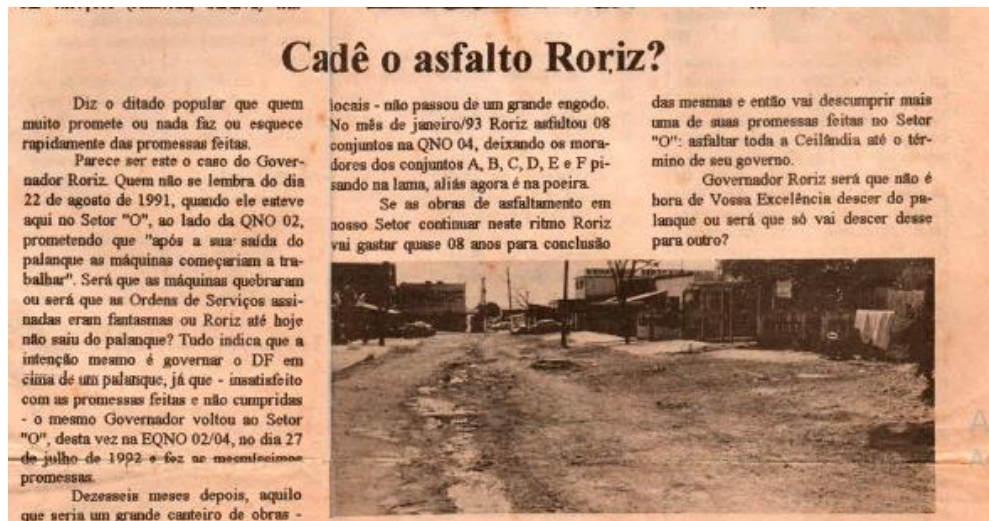 Cadê o asfalto Roriz?
Diz o ditado popular que quem
muito promete ou nada faz ou esquece
rapidamente das promessas feitas.
Parece ser este o caso do Gover-
nador Roriz. Quem não se lembra do dia
22 de agosto de 1991, quando ele esteve
aqui no Setor "O", ao lado da QNO 02,
prometendo que "após a sua saída do
palanque as máquinas começariam a tra-
balhar". Será que as máquinas quebraram
ou será que as Ordens de Serviços assi-
nadas eram fantasmas ou Roriz até hoje
não saiu do palanque? Tudo indica que a
intenção mesmo é governar o DF em
cima de um palanque, já que - insatisfeito
com as promessas feitas e não cumpridas
- o mesmo Governador voltou ao Setor
"O", desta vez na EQNO 02/04, no dia 27
de julho de 1992 e fez as mesmíssimas
promessas.
Dezesseis meses depois, aquilo
que seria um grande canteiro de obras -
locais - não passou de um grande engodo.
No mês de janeiro/93 Roriz asfaltou 08
conjuntos na QNO 04, deixando os mora-
dores dos conjuntos A, B, C, D, E e F pi-
sando na lama, aliás agora é na poeira.
Se as obras de asfaltamento em
nosso Setor continuar neste ritmo Roriz
vai gastar quase 08 anos para conclusão
das mesmas e então vai descumprir mais
uma de suas promessas feitas no Setor
"O": asfaltar toda a Ceilândia até o tér-
mino de seu governo.
Governador Roriz será que não é
hora de Vossa Excelência descer do pa-
lanque ou será que só vai descer desse
para outro?